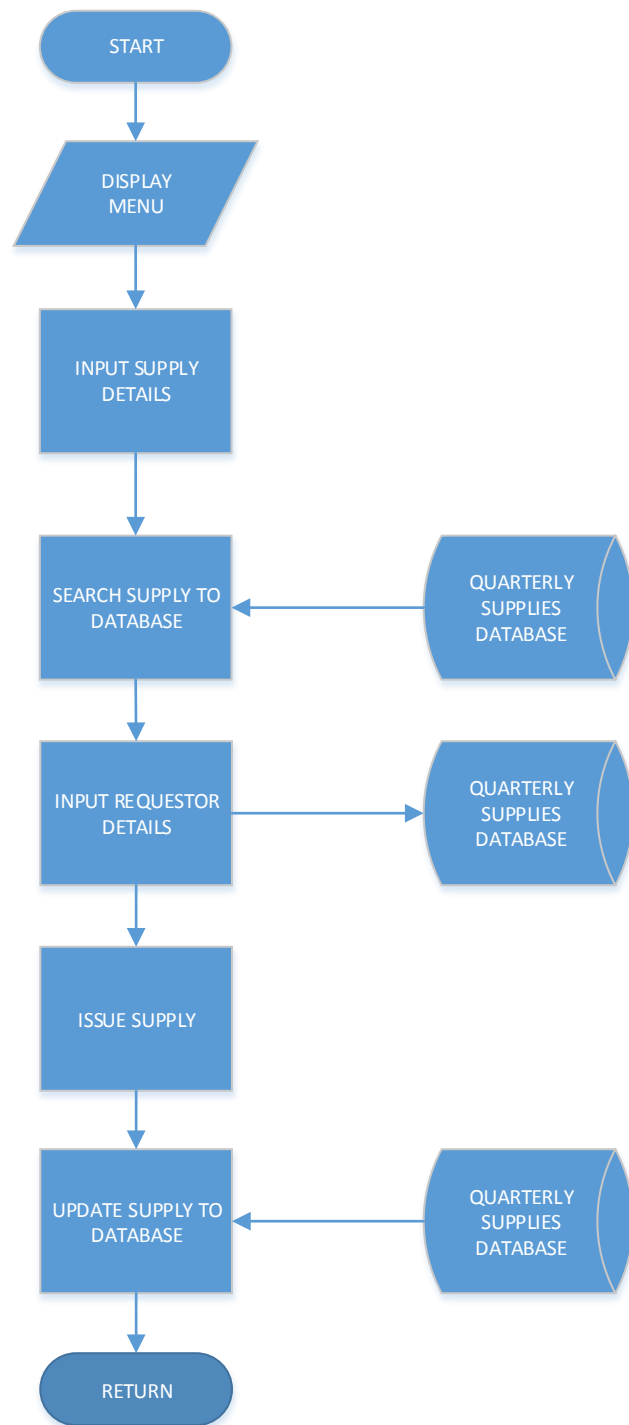 START
DISPLAY
MENU
INPUT SUPPLY
DETAILS
SEARCH SUPPLY TO
DATABASE
QUARTERLY
SUPPLIES
DATABASE
INPUT REQUESTOR
DETAILS
QUARTERLY
SUPPLIES
DATABASE
ISSUE SUPPLY
UPDATE SUPPLY TO
DATABASE
QUARTERLY
SUPPLIES
DATABASE
RETURN